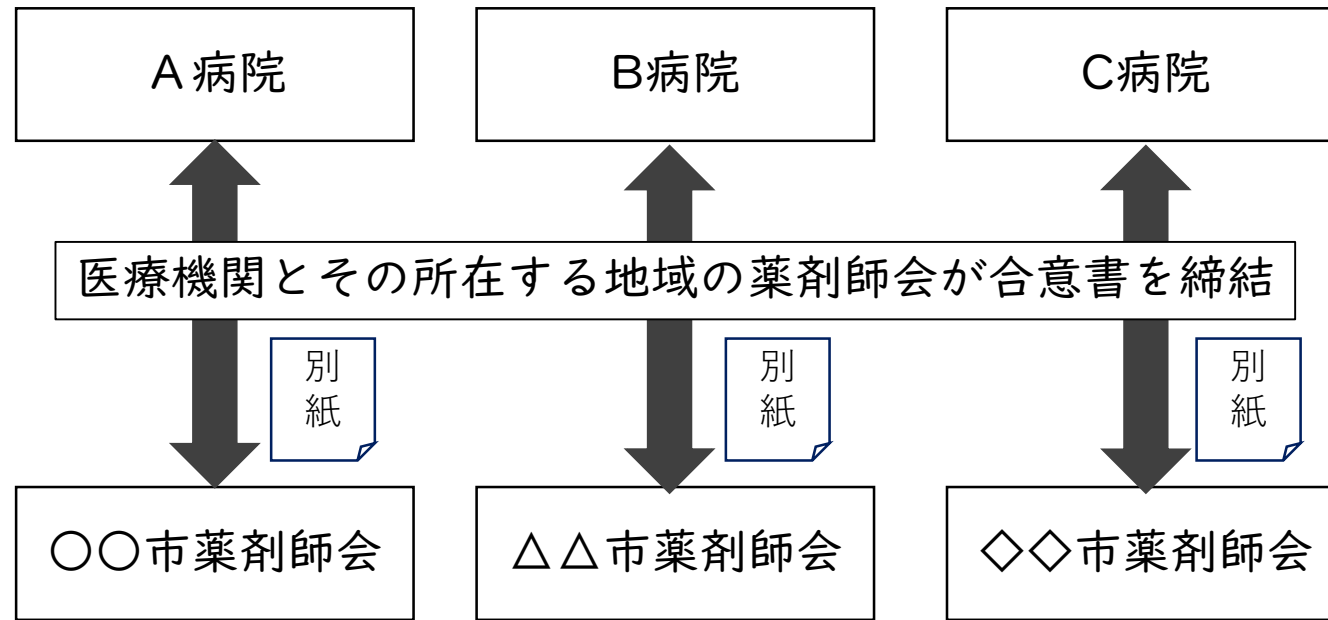 A病院
B病院
C病院
医療機関とその所在する地域の薬剤師会が合意書を締結
別
紙
別
紙
別
紙
○○市薬剤師会
△△市薬剤師会
◇◇市薬剤師会